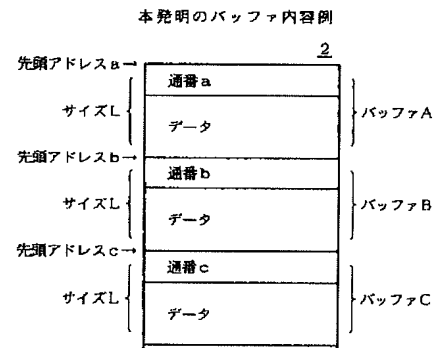 本発明のバッファ内容例
2
先頭アドレスa→
通番a
サイズL
データ
バッファA
先頭アドレスb→
通番b
サイズL
データ
バッファB
先頭アドレスc→
通番c
サイズL
データ
バッファC